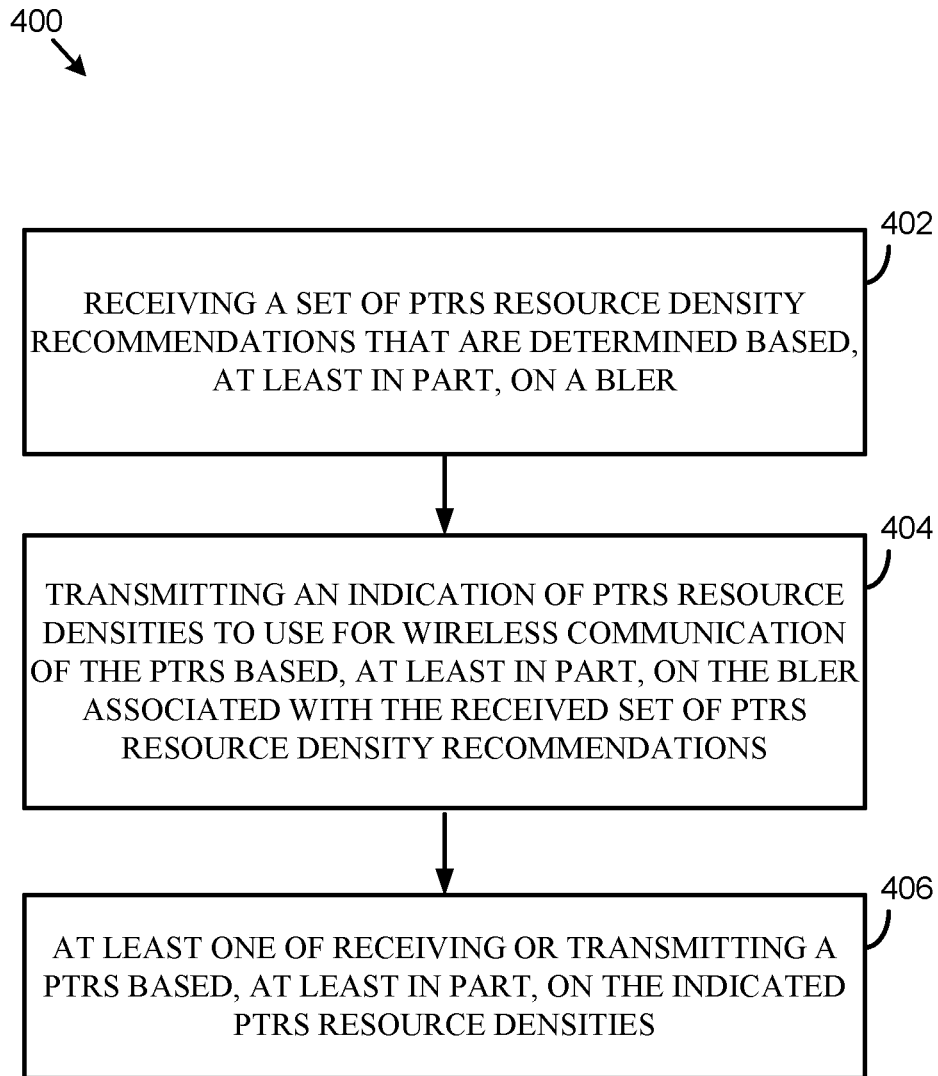 400
402
RECEIVING A SET OF PTRS RESOURCE DENSITY
RECOMMENDATIONS THAT ARE DETERMINED BASED,
AT LEAST IN PART, ON A BLER
404
TRANSMITTING AN INDICATION OF PTRS RESOURCE
DENSITIES TO USE FOR WIRELESS COMMUNICATION
OF THE PTRS BASED, AT LEAST IN PART, ON THE BLER
ASSOCIATED WITH THE RECEIVED SET OF PTRS
RESOURCE DENSITY RECOMMENDATIONS
406
AT LEAST ONE OF RECEIVING OR TRANSMITTING A
PTRS BASED, AT LEAST IN PART, ON THE INDICATED
PTRS RESOURCE DENSITIES